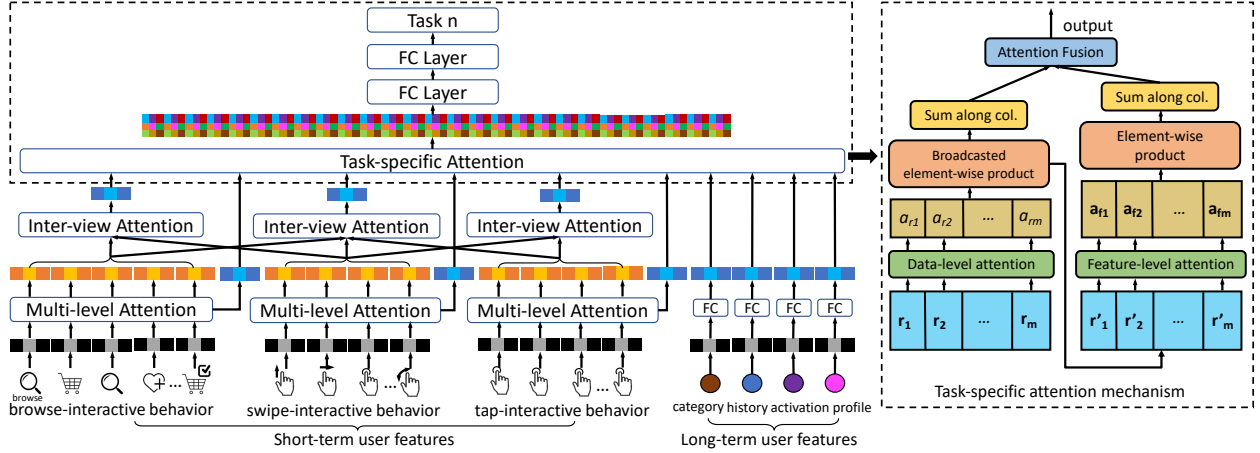 Task n
FC Layer
FC Layer
Task-specific Attention
Inter-view Attention
Inter-view Attention
Inter-view Attention
Multi-level Attention
Multi-level Attention
Multi-level Attention
FC FC FC FC
...
...
...
browse
browse-interactive behavior
swipe-interactive behavior
tap-interactive behavior
category history activation profile
Short-term user features
Long-term user features
output
Attention Fusion
Sum along col.
Sum along col.
Broadcasted
element-wise product
Element-wise
product
a_r1 a_r2 ... a_rm
a_f1 a_f2 ... a_fm
Data-level attention
Feature-level attention
r_1 r_2 ... r_m
r'_1 r'_2 ... r'_m
Task-specific attention mechanism